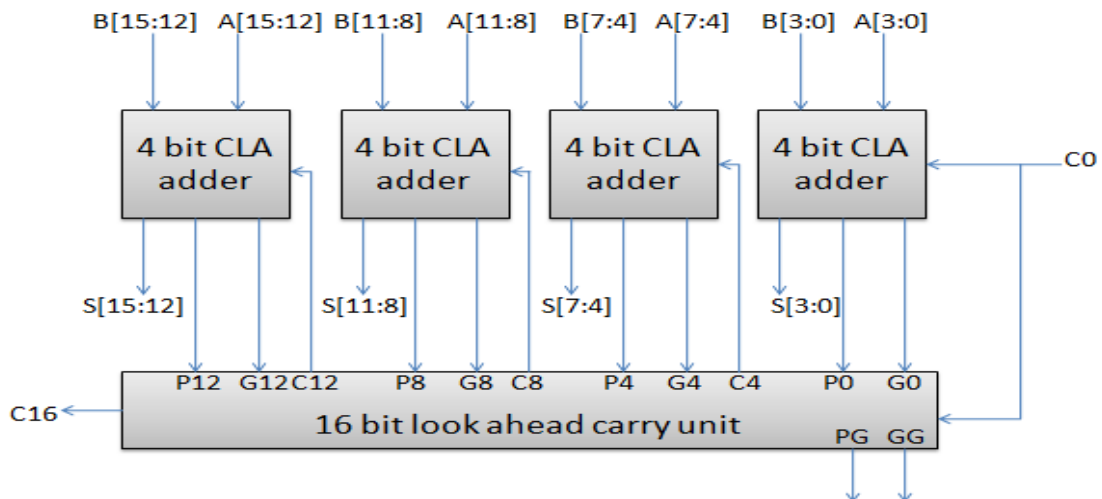 B[15:12] A[15:12] B[11:8] A[11:8] B[7:4] A[7:4] B[3:0] A[3:0]
4 bit CLA adder
4 bit CLA adder
4 bit CLA adder
4 bit CLA adder
C0
S[15:12] S[11:8] S[7:4] S[3:0]
P12 G12 C12 P8 G8 C8 P4 G4 C4 P0 G0
C16
16 bit look ahead carry unit
PG GG